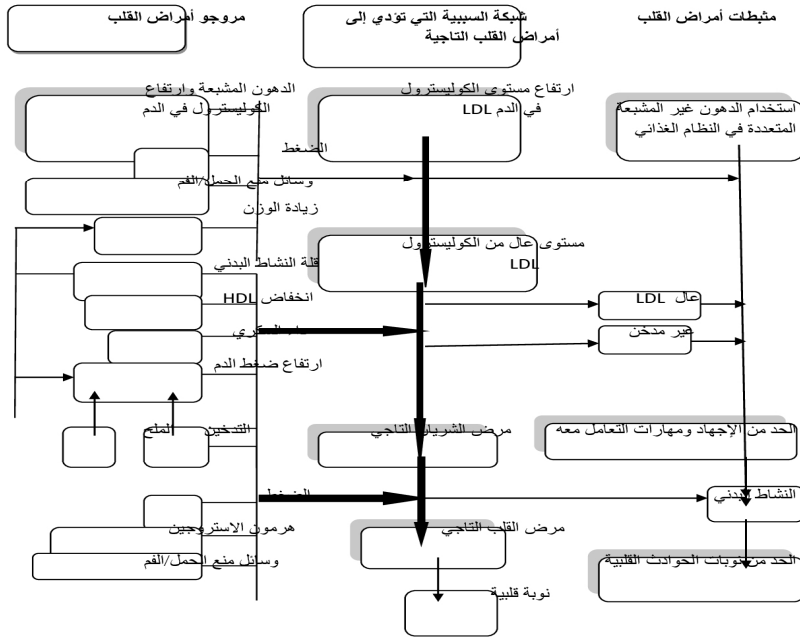 مروجو أمراض القلب
شبكة السببية التي تؤدي إلى
أمراض القلب التاجية
مثبطات أمراض القلب
الدهون المشبعة وارتفاع
الكوليسترول في الدم
ارتفاع مستوى الكوليسترول
في الدم LDL
استخدام الدهون غير المشبعة
المتعددة في النظام الغذائي
الضغط
وسائل منع الحمل/الفم
زيادة الوزن
مستوى عال من الكوليسترول
LDL
قلة النشاط البدني
انخفاض HDL
عال LDL
السكري
غير مدخن
ارتفاع ضغط الدم
التدخين
الملح
مرض الشريان التاجي
الحد من الإجهاد ومهارات التعامل معه
الضغط
النشاط البدني
هرمون الاستروجين
مرض القلب التاجي
وسائل منع الحمل/الفم
الحد من نوبات الحوادث القلبية
نوبة قلبية